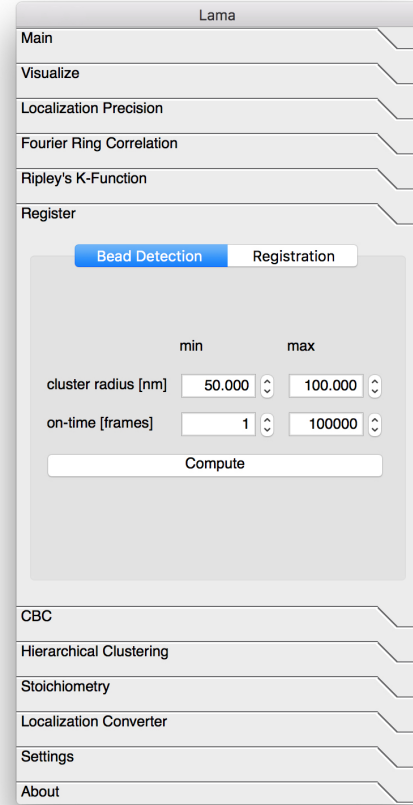 Lama
Main
Visualize
Localization Precision
Fourier Ring Correlation
Ripley's K-Function
Register
Bead Detection Registration
min max
cluster radius [nm] 50.000 100.000
on-time [frames] 1 100000
Compute
CBC
Hierarchical Clustering
Stoichiometry
Localization Converter
Settings
About